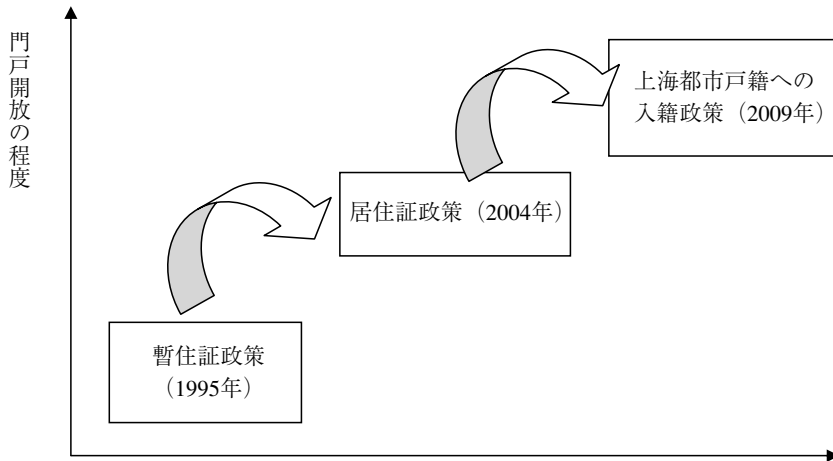 門戸開放の程度
上海都市戸籍への
入籍政策（2009年）
居住証政策（2004年）
暫住証政策
（1995年）